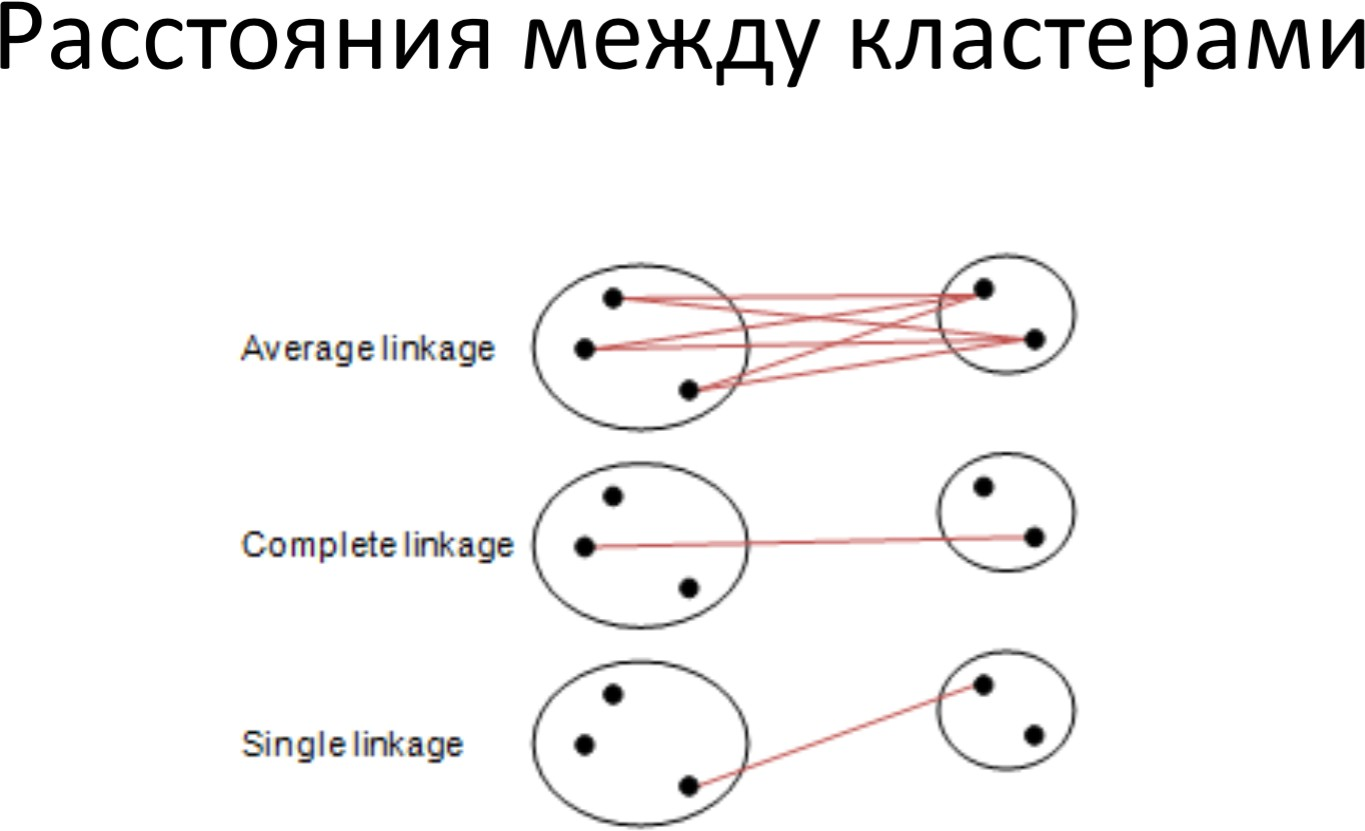 Расстояния между кластерами
Average linkage
Complete linkage
Single linkage